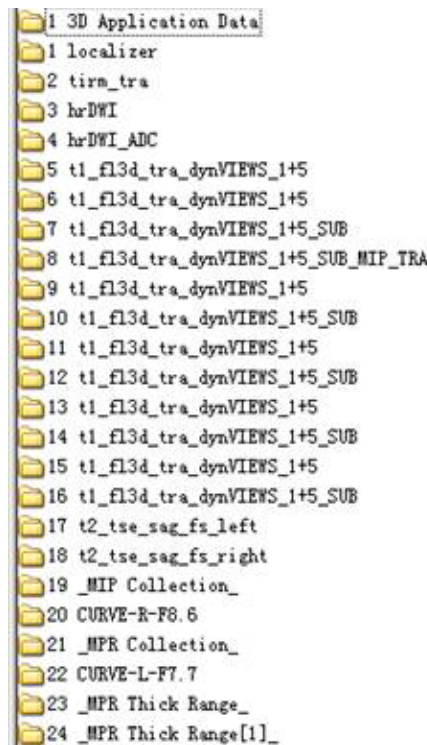 1 3D Application Data
1 localizer
2 tirm_tra
3 hrDWI
4 hrDWI_ADC
5 t1_fl3d_tra_dynVIEWS_1+5
6 t1_fl3d_tra_dynVIEWS_1+5
7 t1_fl3d_tra_dynVIEWS_1+5_SUB
8 t1_fl3d_tra_dynVIEWS_1+5_SUB_MIP_TRA
9 t1_fl3d_tra_dynVIEWS_1+5
10 t1_fl3d_tra_dynVIEWS_1+5_SUB
11 t1_fl3d_tra_dynVIEWS_1+5
12 t1_fl3d_tra_dynVIEWS_1+5_SUB
13 t1_fl3d_tra_dynVIEWS_1+5
14 t1_fl3d_tra_dynVIEWS_1+5_SUB
15 t1_fl3d_tra_dynVIEWS_1+5
16 t1_fl3d_tra_dynVIEWS_1+5_SUB
17 t2_tse_sag_fs_left
18 t2_tse_sag_fs_right
19 _MIP Collection_
20 CURVE-R-F8.6
21 _MPR Collection_
22 CURVE-L-F7.7
23 _MPR Thick Range_
24 _MPR Thick Range[1]_